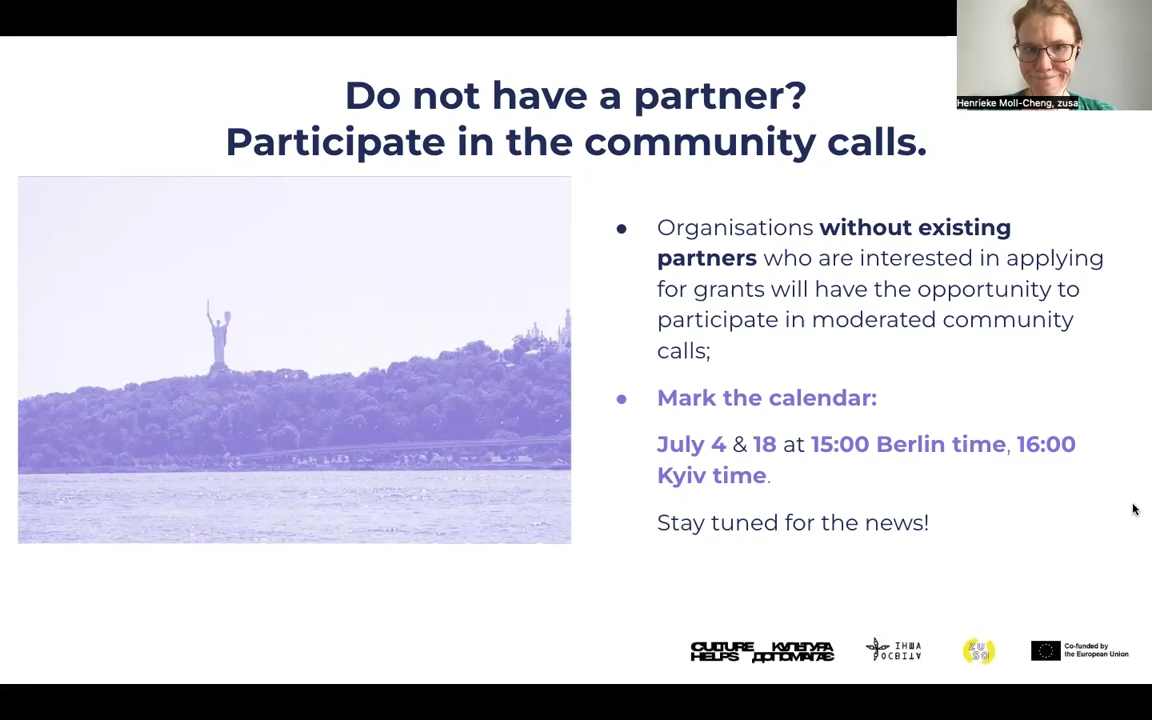 Henrieke Moll-Cheng, zusa
Do not have a partner?
Participate in the community calls.
● Organisations without existing
partners who are interested in applying
for grants will have the opportunity to
participate in moderated community
calls;
● Mark the calendar:
July 4 & 18 at 15:00 Berlin time, 16:00
Kyiv time.
Stay tuned for the news!
CULTURE
HELPS
КУЛЬТУРА
ДОПОМАГАЄ
ІНША
ОСВІТА
ZU
SA
Co-funded by
the European Union